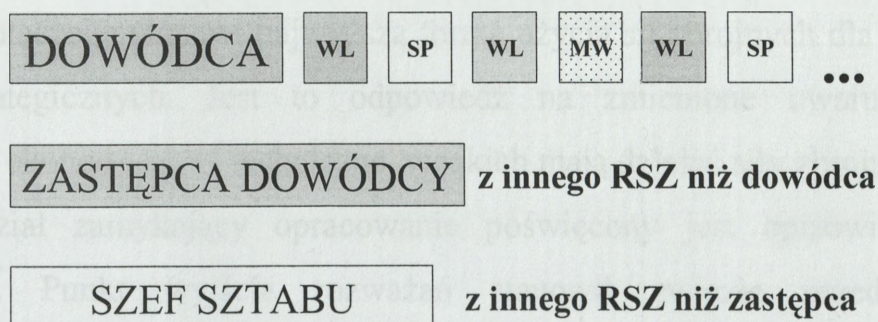 DOWÓDCA WL SP WL MW WL SP ...
ZASTĘPCA DOWÓDCY z innego RSZ niż dowódca
SZEF SZTABU z innego RSZ niż zastępca